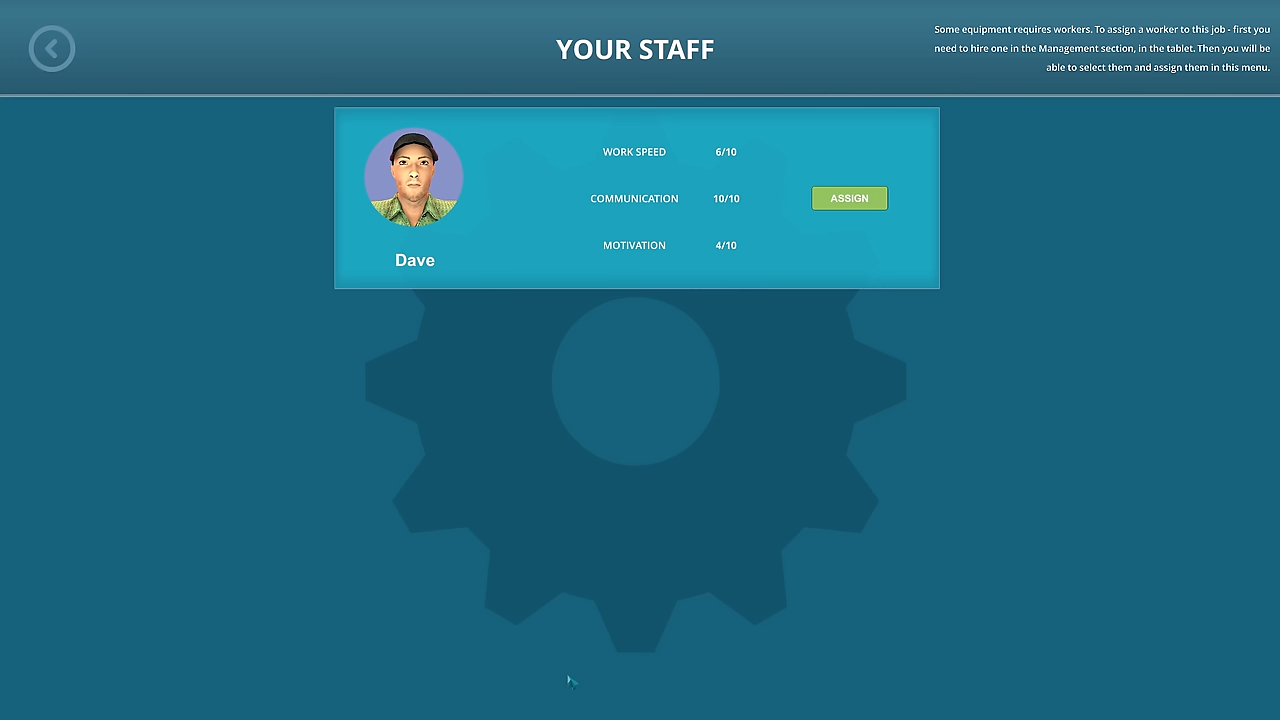 YOUR STAFF
Some equipment requires workers. To assign a worker to this job - first you
need to hire one in the Management section, in the tablet. Then you will be
able to select them and assign them in this menu.
WORK SPEED 6/10
COMMUNICATION 10/10
ASSIGN
MOTIVATION 4/10
Dave